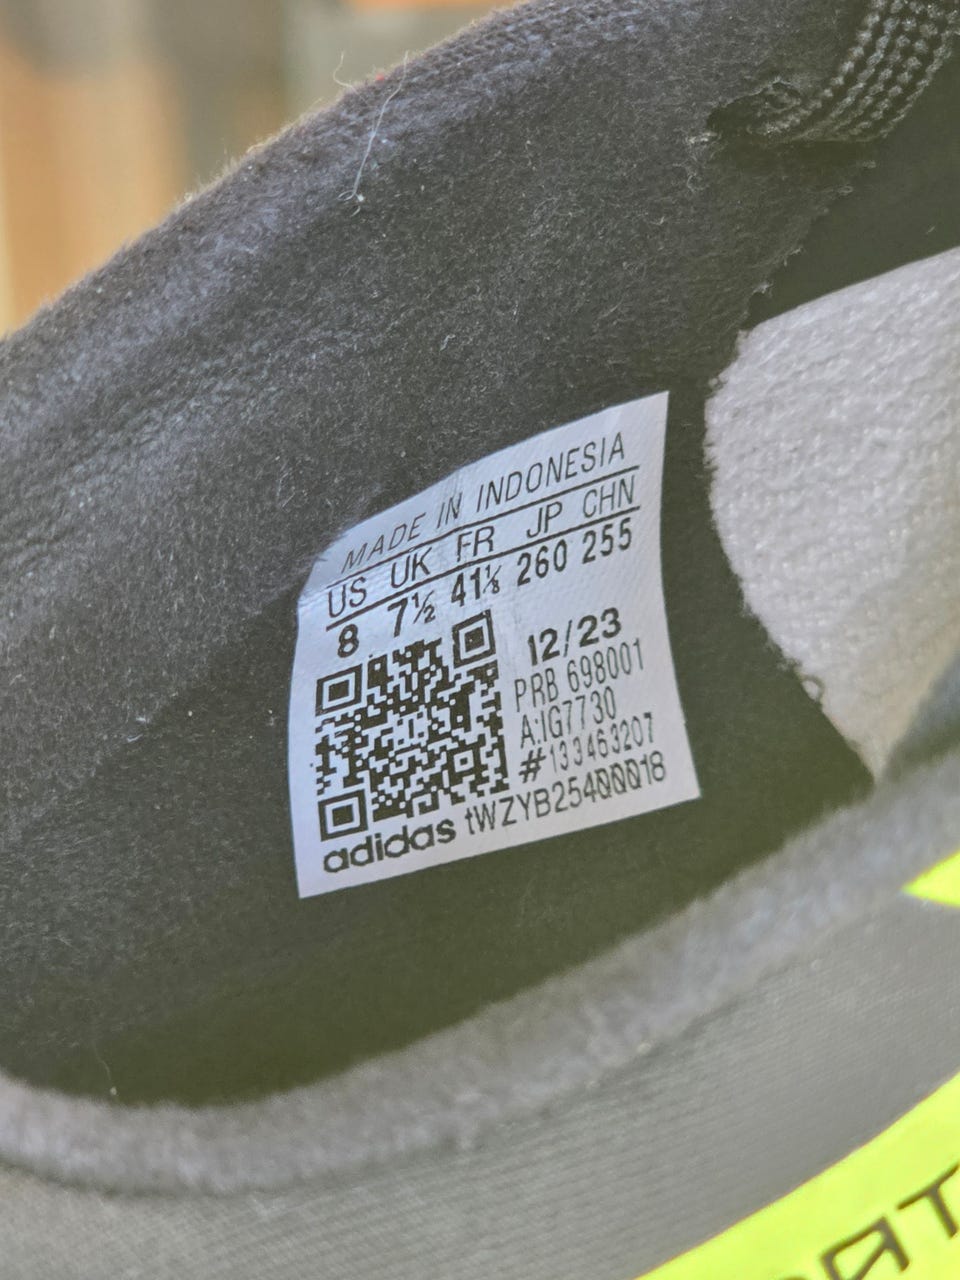 MADE IN INDONESIA
US UK FR JP CHN
8 7½ 41⅓ 260 255
12/23
PRB 698001
A:IG7730
#133463207
adidas tWZYB25400018
AT